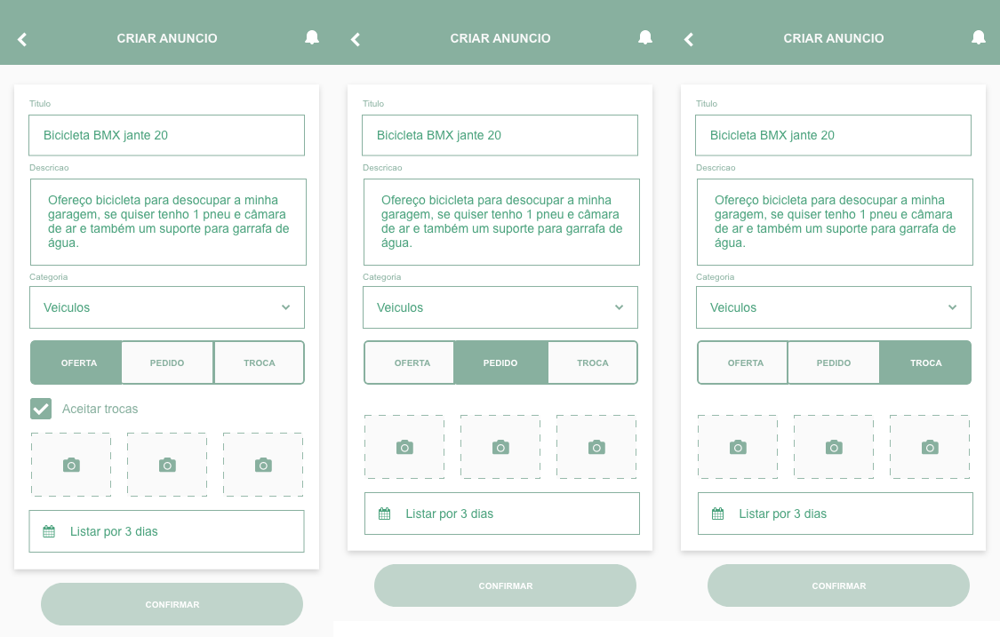 CRIAR ANUNCIO
Titulo
Bicicleta BMX jante 20
Descricao
Ofereço bicicleta para desocupar a minha
garagem, se quiser tenho 1 pneu e câmara
de ar e também um suporte para garrafa de
água.
Categoria
Veiculos
OFERTA
PEDIDO
TROCA
Aceitar trocas
Listar por 3 dias
CONFIRMAR
CRIAR ANUNCIO
Titulo
Bicicleta BMX jante 20
Descricao
Ofereço bicicleta para desocupar a minha
garagem, se quiser tenho 1 pneu e câmara
de ar e também um suporte para garrafa de
água.
Categoria
Veiculos
OFERTA
PEDIDO
TROCA
Listar por 3 dias
CONFIRMAR
CRIAR ANUNCIO
Titulo
Bicicleta BMX jante 20
Descricao
Ofereço bicicleta para desocupar a minha
garagem, se quiser tenho 1 pneu e câmara
de ar e também um suporte para garrafa de
água.
Categoria
Veiculos
OFERTA
PEDIDO
TROCA
Listar por 3 dias
CONFIRMAR